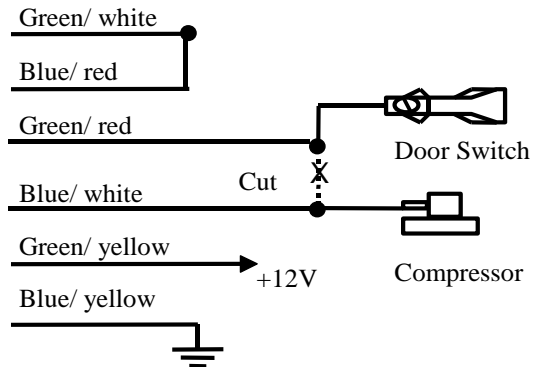 Green/ white
Blue/ red
Green/ red
Door Switch
Cut
X
Blue/ white
Green/ yellow
+12V
Compressor
Blue/ yellow